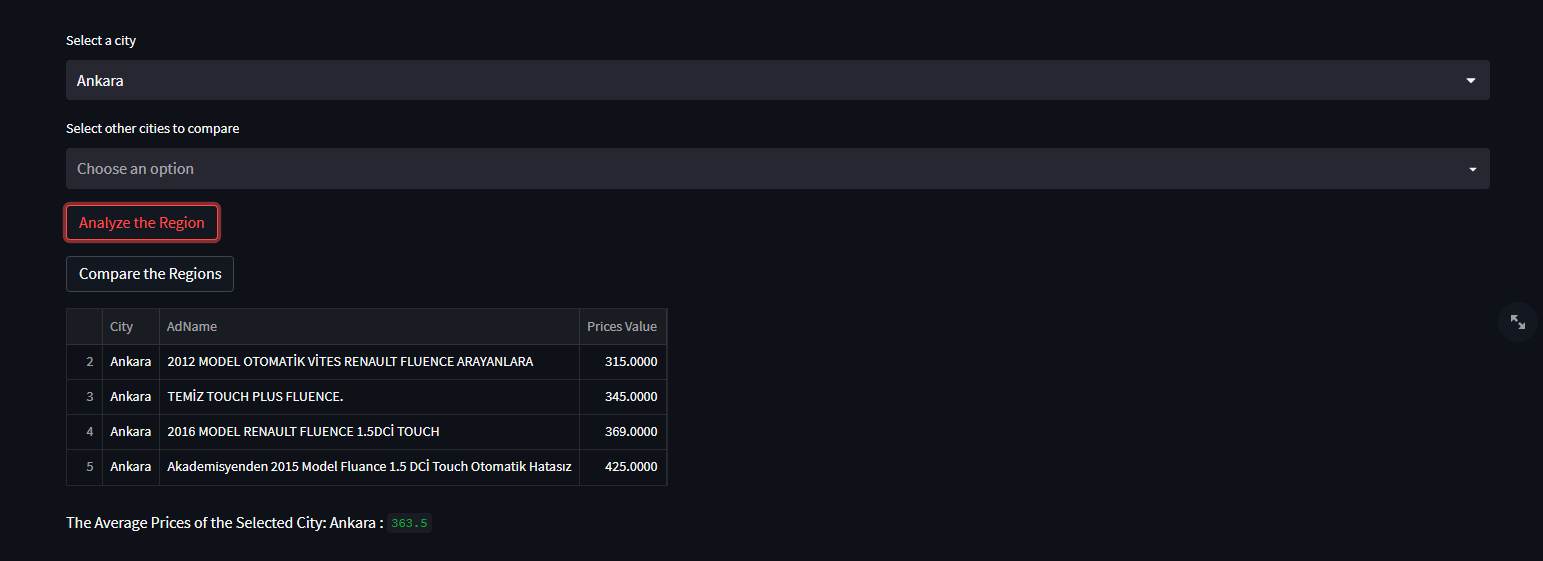 Select a city
Ankara
Select other cities to compare
Choose an option
Analyze the Region
Compare the Regions
City AdName Prices Value
2 Ankara 2012 MODEL OTOMATİK VİTES RENAULT FLUENCE ARAYANLARA 315.0000
3 Ankara TEMİZ TOUCH PLUS FLUENCE. 345.0000
4 Ankara 2016 MODEL RENAULT FLUENCE 1.5DCİ TOUCH 369.0000
5 Ankara Akademisyenden 2015 Model Fluance 1.5 DCİ Touch Otomatik Hatasız 425.0000
The Average Prices of the Selected City: Ankara : 363.5